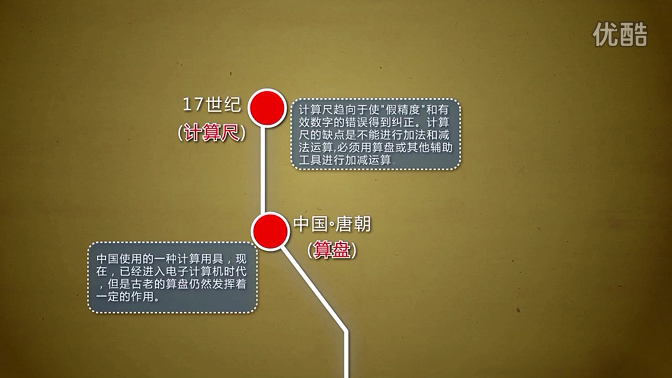 优酷
17世纪
(计算尺)
计算尺趋向于使"假精度"和有
效数字的错误得到纠正。计算
尺的缺点是不能进行加法和减
法运算,必须用算盘或其他辅助
工具进行加减运算.
中国·唐朝
(算盘)
中国使用的一种计算用具，现
在，已经进入电子计算机时代
，但是古老的算盘仍然发挥着
一定的作用。